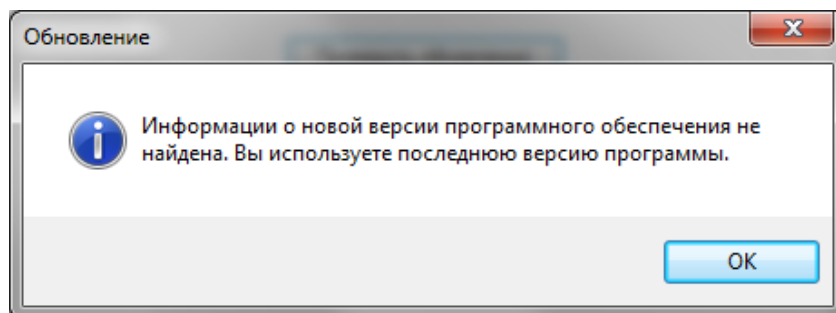 Обновление
Информации о новой версии программного обеспечения не
найдена. Вы используете последнюю версию программы.
OK